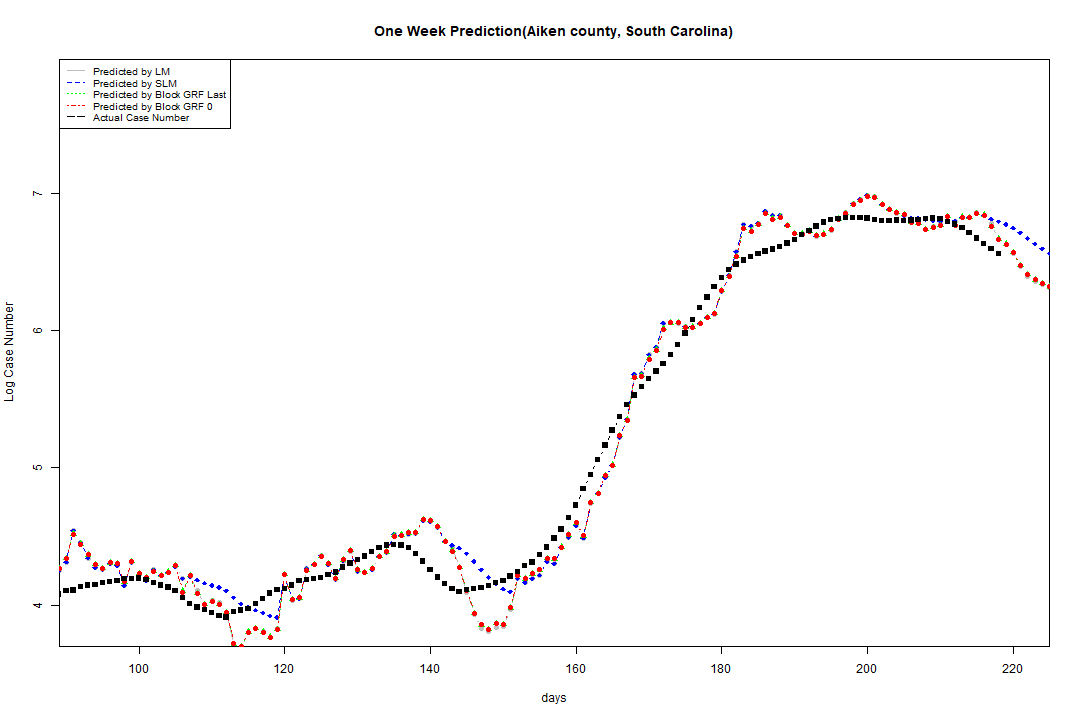 One Week Prediction(Aiken county, South Carolina)
Predicted by LM
Predicted by SLM
Predicted by Block GRF Last
Predicted by Block GRF 0
Actual Case Number
7
6
5
4
Log Case Number
100 120 140 160 180 200 220
days